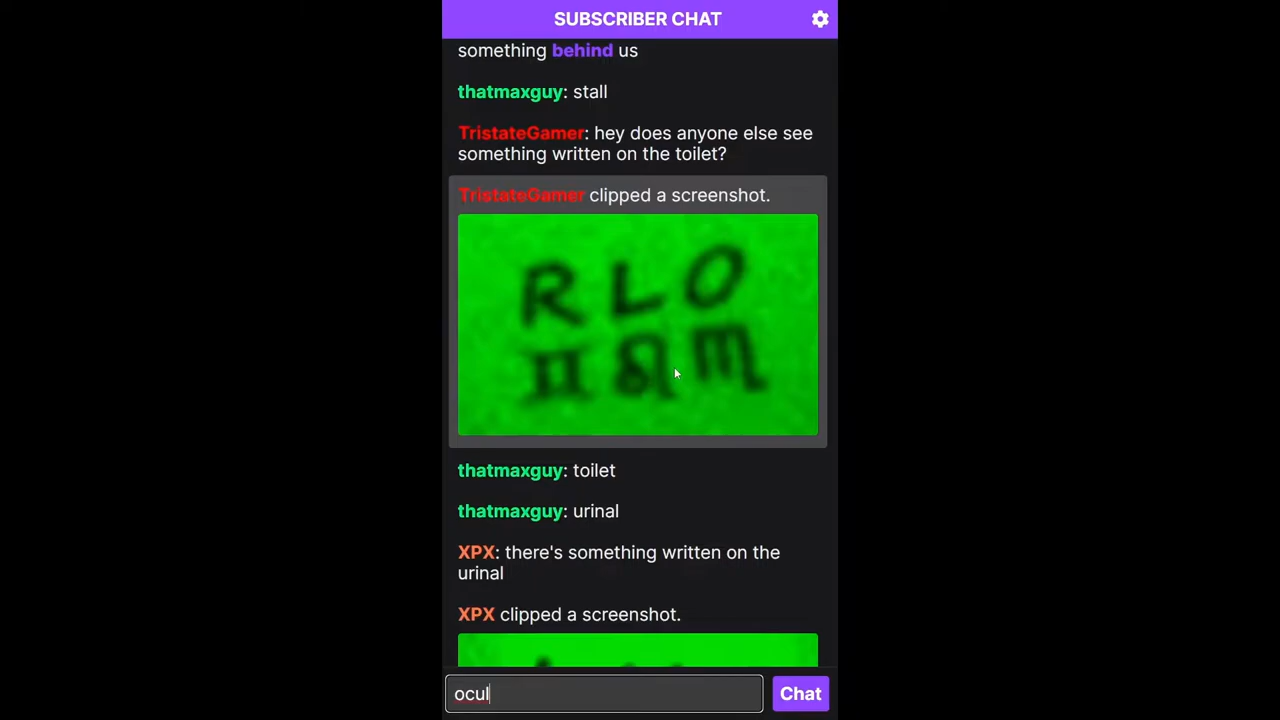 SUBSCRIBER CHAT
something behind us
thatmaxguy: stall
TristateGamer: hey does anyone else see
something written on the toilet?
TristateGamer clipped a screenshot.
R L O
♊ ♌ ♏
thatmaxguy: toilet
thatmaxguy: urinal
XPX: there's something written on the
urinal
XPX clipped a screenshot.
ocul
Chat